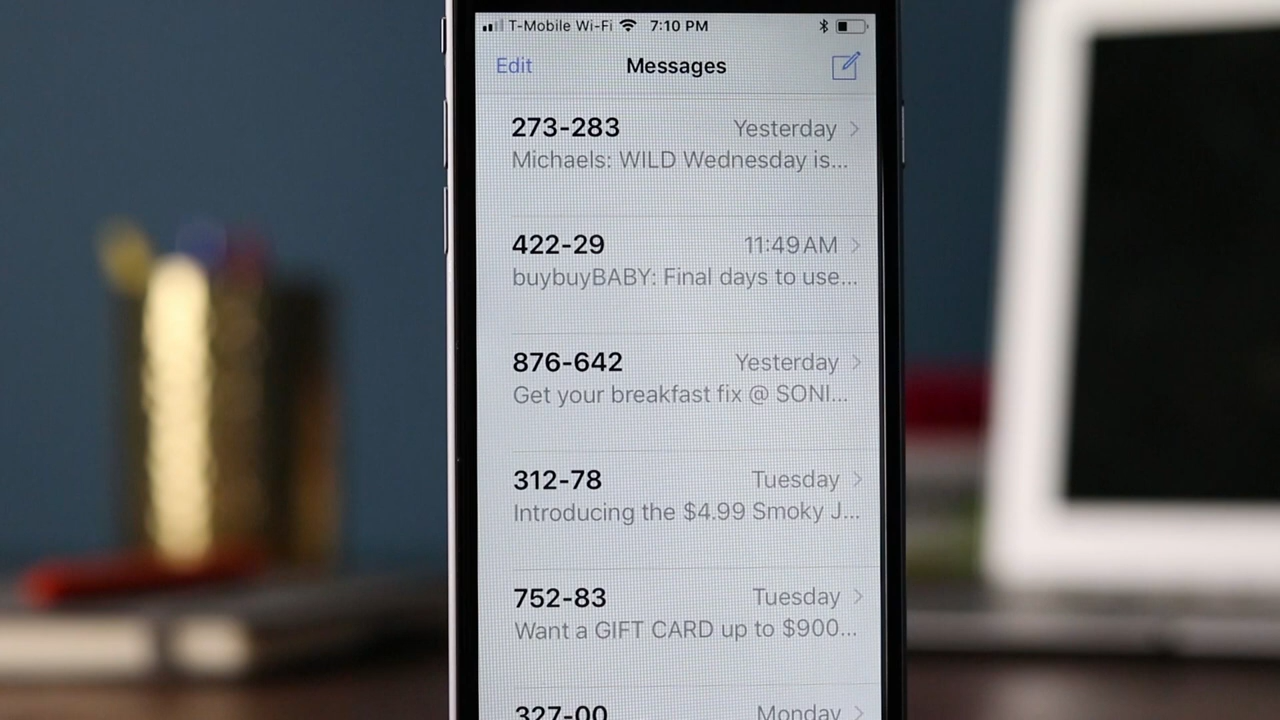 T-Mobile Wi-Fi 7:10 PM
Edit Messages
273-283 Yesterday
Michaels: WILD Wednesday is...
422-29 11:49 AM
buybuyBABY: Final days to use...
876-642 Yesterday
Get your breakfast fix @ SONI...
312-78 Tuesday
Introducing the $4.99 Smoky J...
752-83 Tuesday
Want a GIFT CARD up to $900...
327-00 Monday